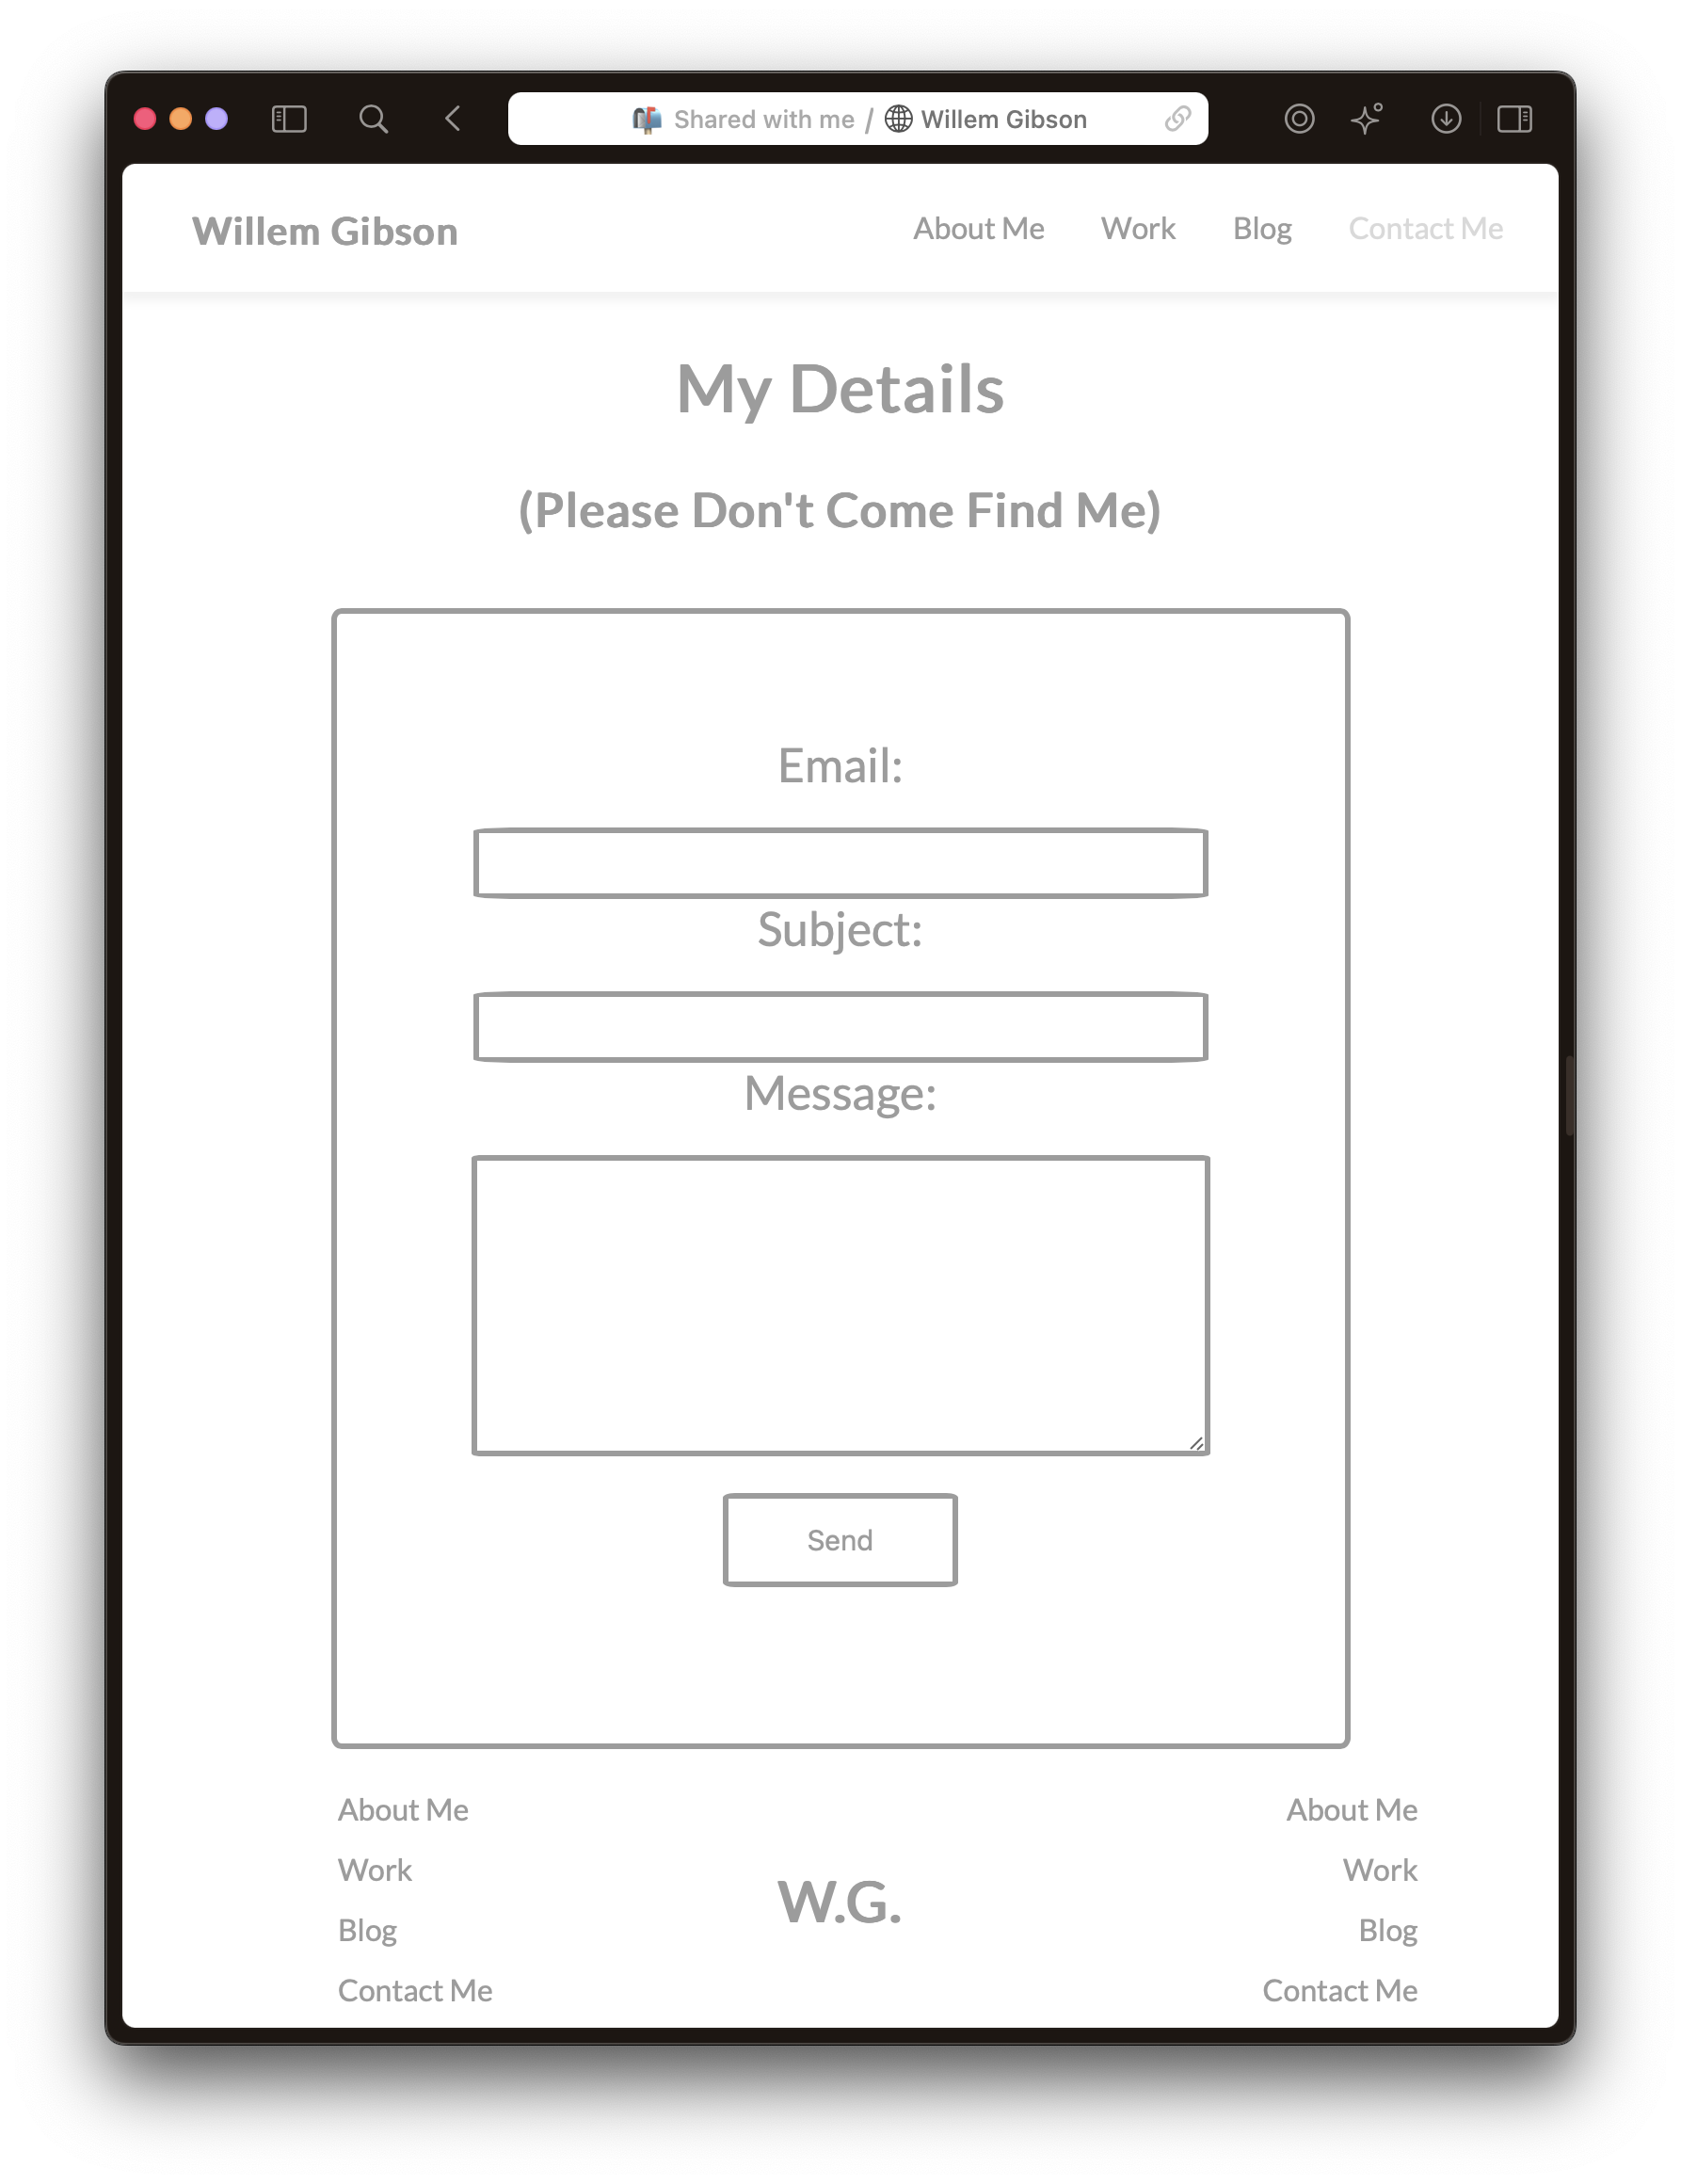 Shared with me / Willem Gibson
Willem Gibson
About Me Work Blog Contact Me
My Details
(Please Don't Come Find Me)
Email:
Subject:
Message:
Send
About Me
Work
Blog
Contact Me
W.G.
About Me
Work
Blog
Contact Me